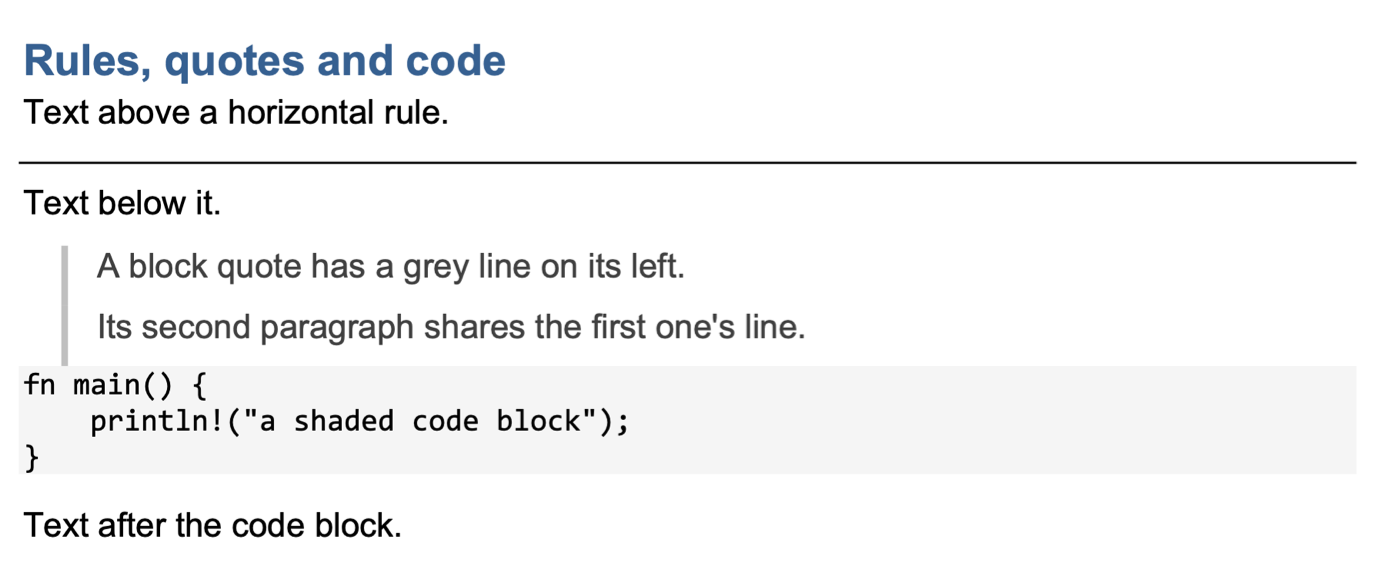 Rules, quotes and code
Text above a horizontal rule.
Text below it.
A block quote has a grey line on its left.
Its second paragraph shares the first one's line.
fn main() {
    println!("a shaded code block");
}
Text after the code block.